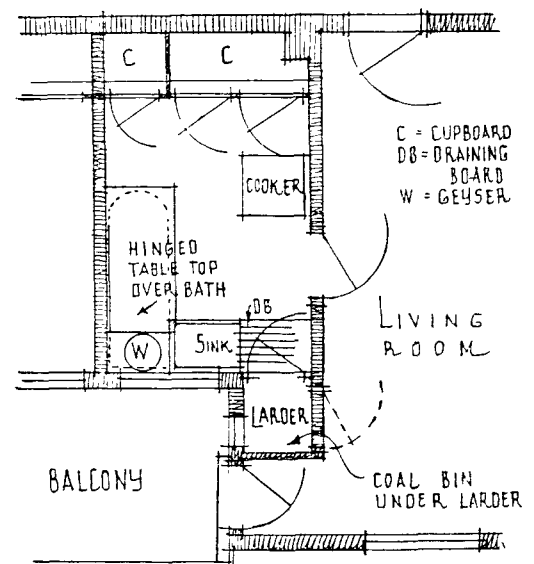 C
C
C = CUPBOARD
DB = DRAINING
BOARD
W = GEYSER
COOKER
HINGED
TABLE TOP
OVER BATH
DB
LIVING
ROOM
W
SINK
LARDER
BALCONY
COAL BIN
UNDER LARDER